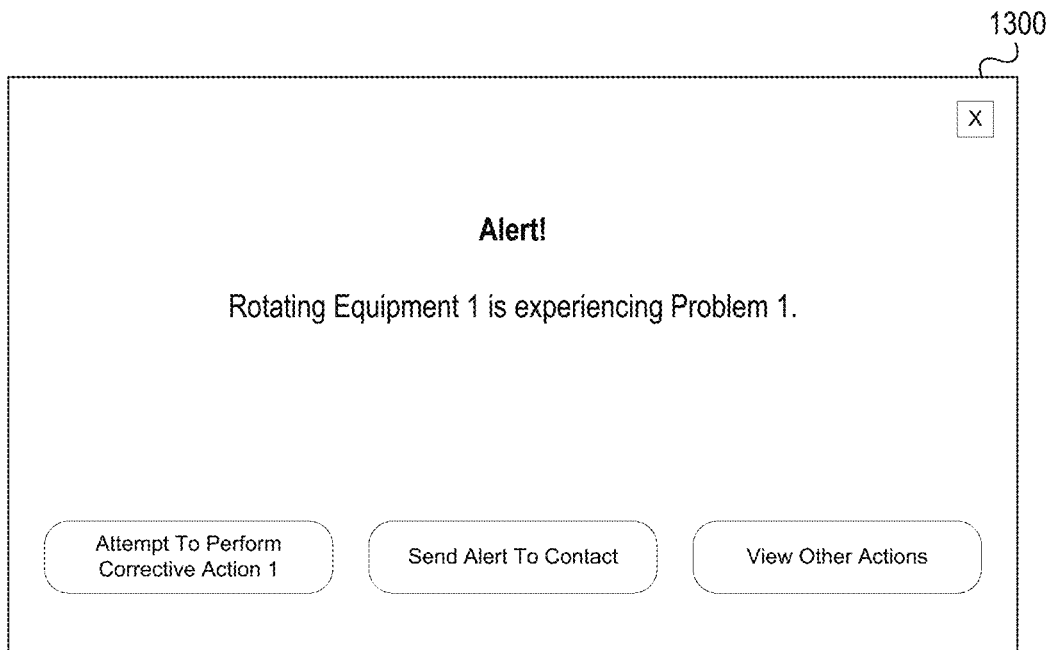 1300
X
Alert!
Rotating Equipment 1 is experiencing Problem 1.
Attempt To Perform
Corrective Action 1
Send Alert To Contact
View Other Actions